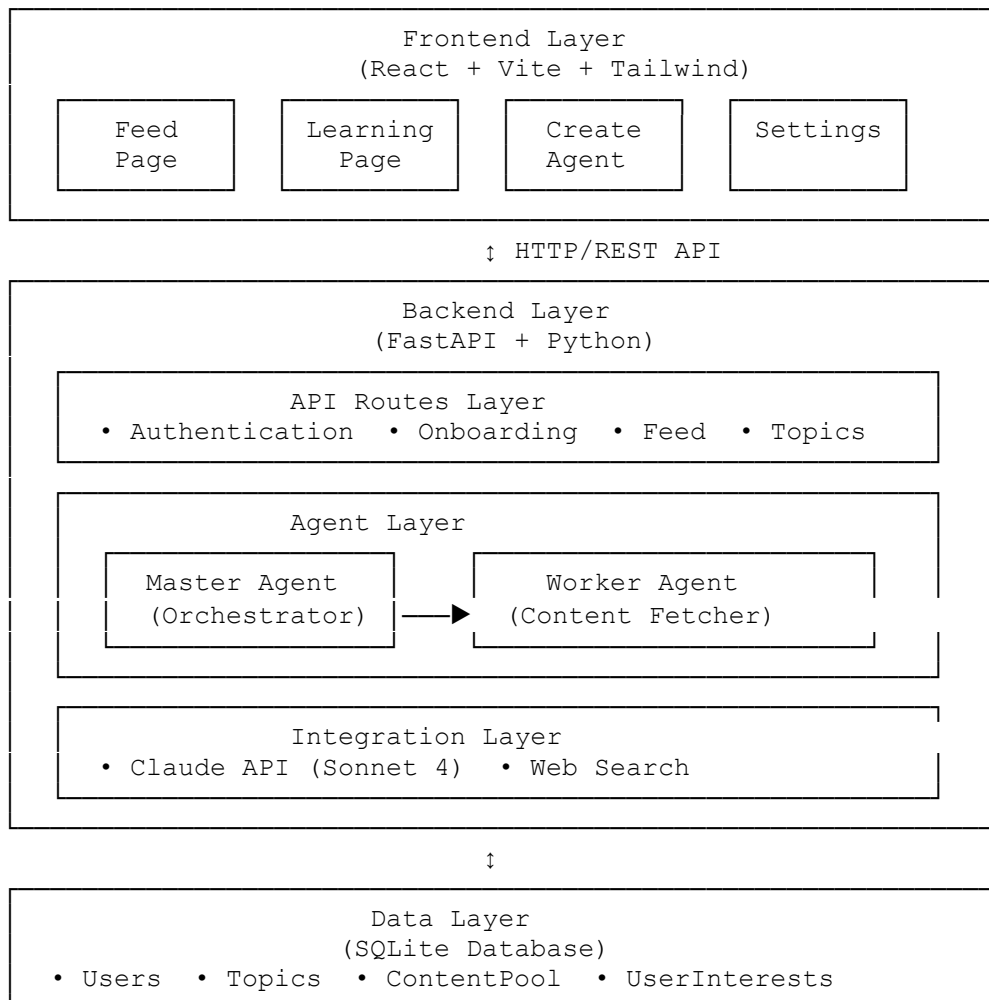 Frontend Layer
(React + Vite + Tailwind)
Feed Learning Create Settings
Page Page Agent
↕ HTTP/REST API
Backend Layer
(FastAPI + Python)
API Routes Layer
• Authentication • Onboarding • Feed • Topics
Agent Layer
Master Agent Worker Agent
(Orchestrator) ───▶ (Content Fetcher)
Integration Layer
• Claude API (Sonnet 4) • Web Search
↕
Data Layer
(SQLite Database)
• Users • Topics • ContentPool • UserInterests